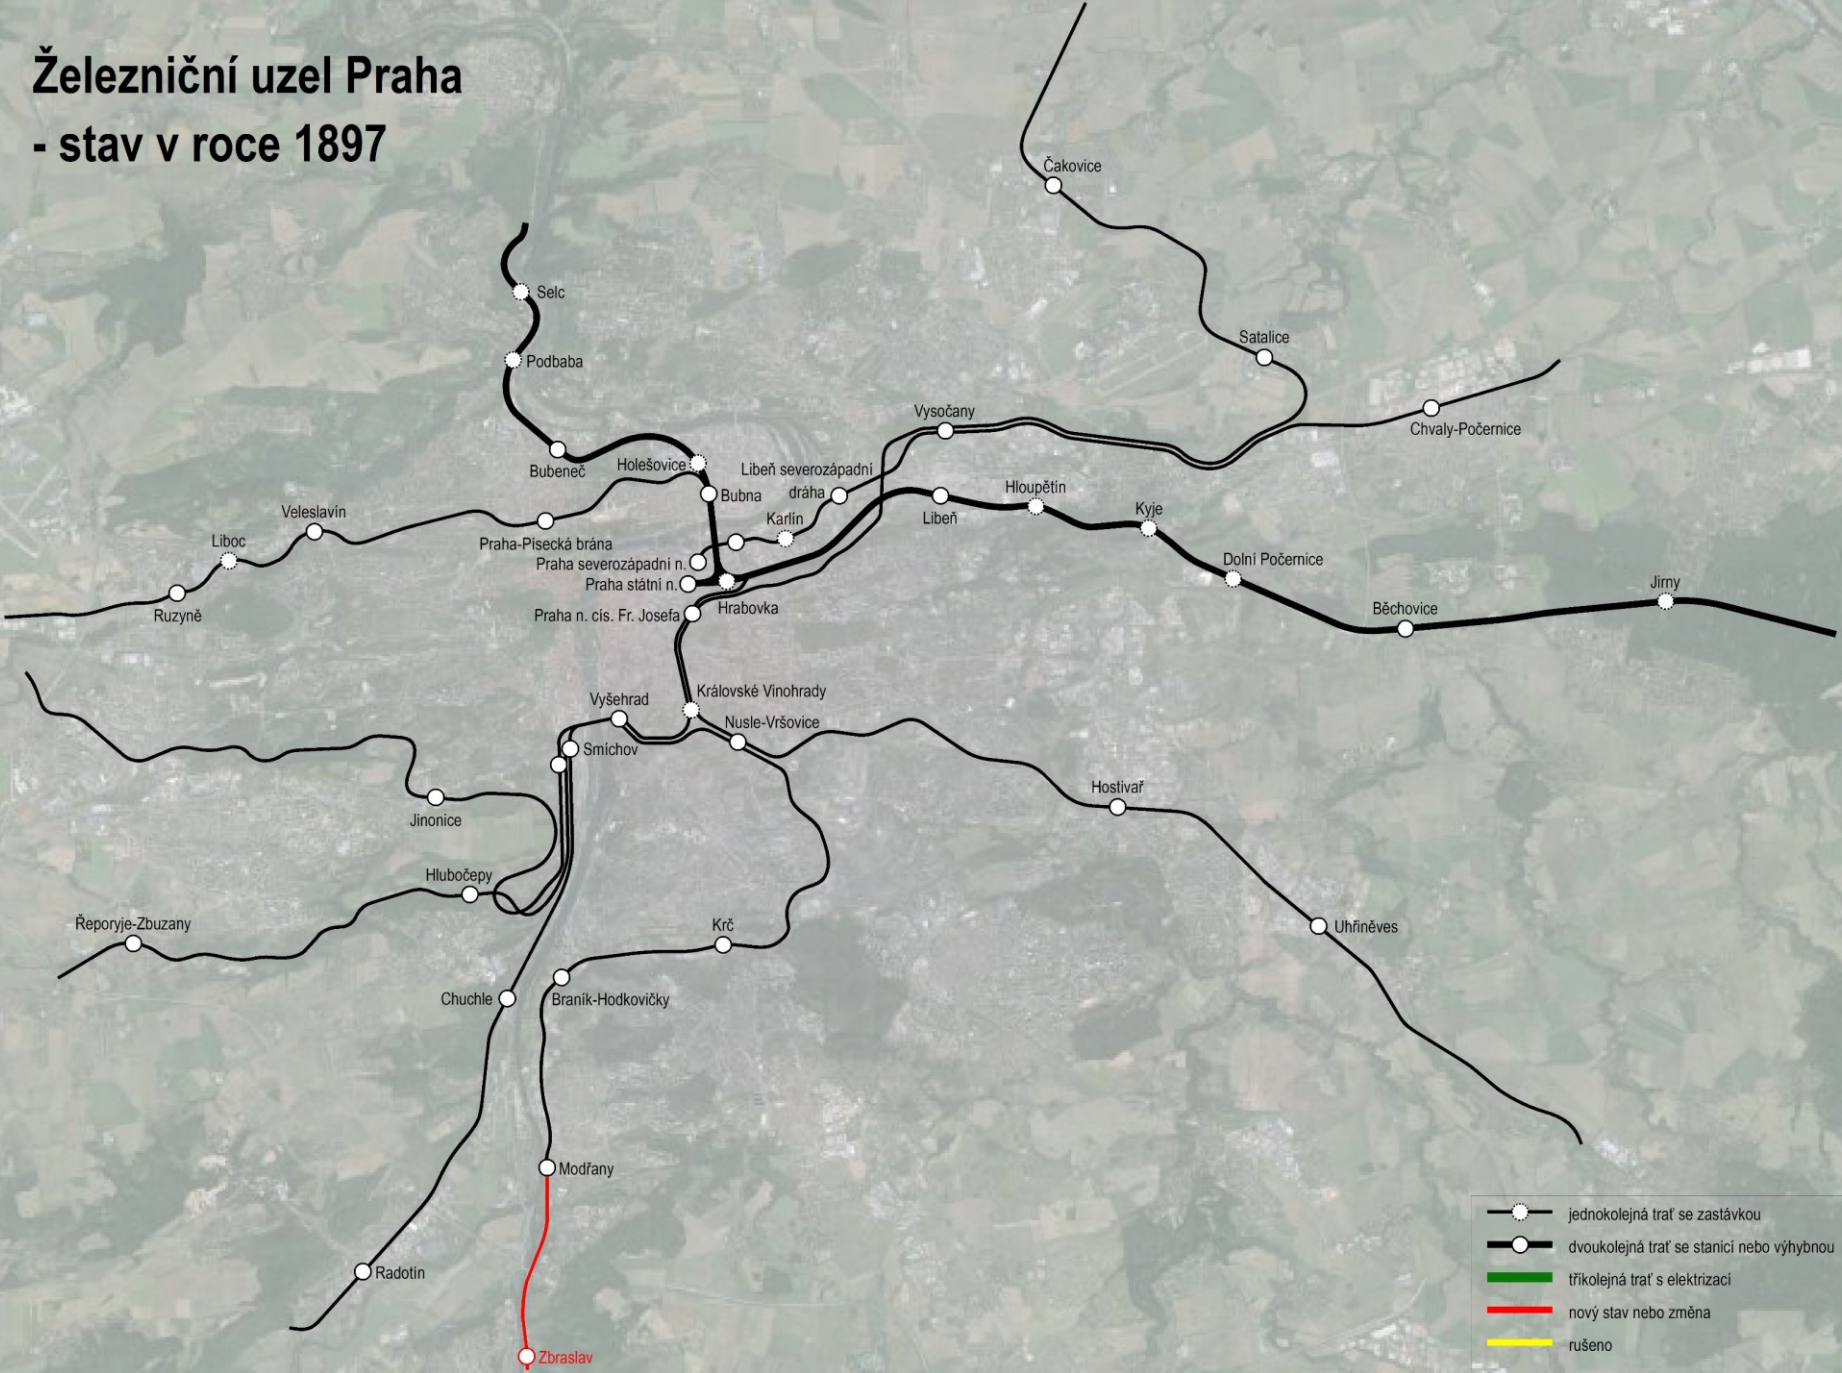 Železniční uzel Praha
- stav v roce 1897
Čakovice
Selc
Satalice
Podbaba
Vysočany
Chvaly-Počernice
Bubeneč
Holešovice
Libeň severozápadní
dráha
Bubna
Hloupětín
Libeň
Kyje
Karlín
Veleslavín
Liboc
Praha-Písecká brána
Praha severozápadní n.
Praha státní n.
Dolní Počernice
Jirny
Ruzyně
Praha n. cís. Fr. Josefa
Hrabovka
Běchovice
Vyšehrad
Královské Vinohrady
Nusle-Vršovice
Smíchov
Hostivař
Jinonice
Hlubočepy
Řeporyje-Zbuzany
Krč
Uhřiněves
Chuchle
Braník-Hodkovičky
Modřany
Radotín
Zbraslav
jednokolejná trať se zastávkou
dvoukolejná trať se stanicí nebo výhybnou
tříkolejná trať s elektrizací
nový stav nebo změna
rušeno